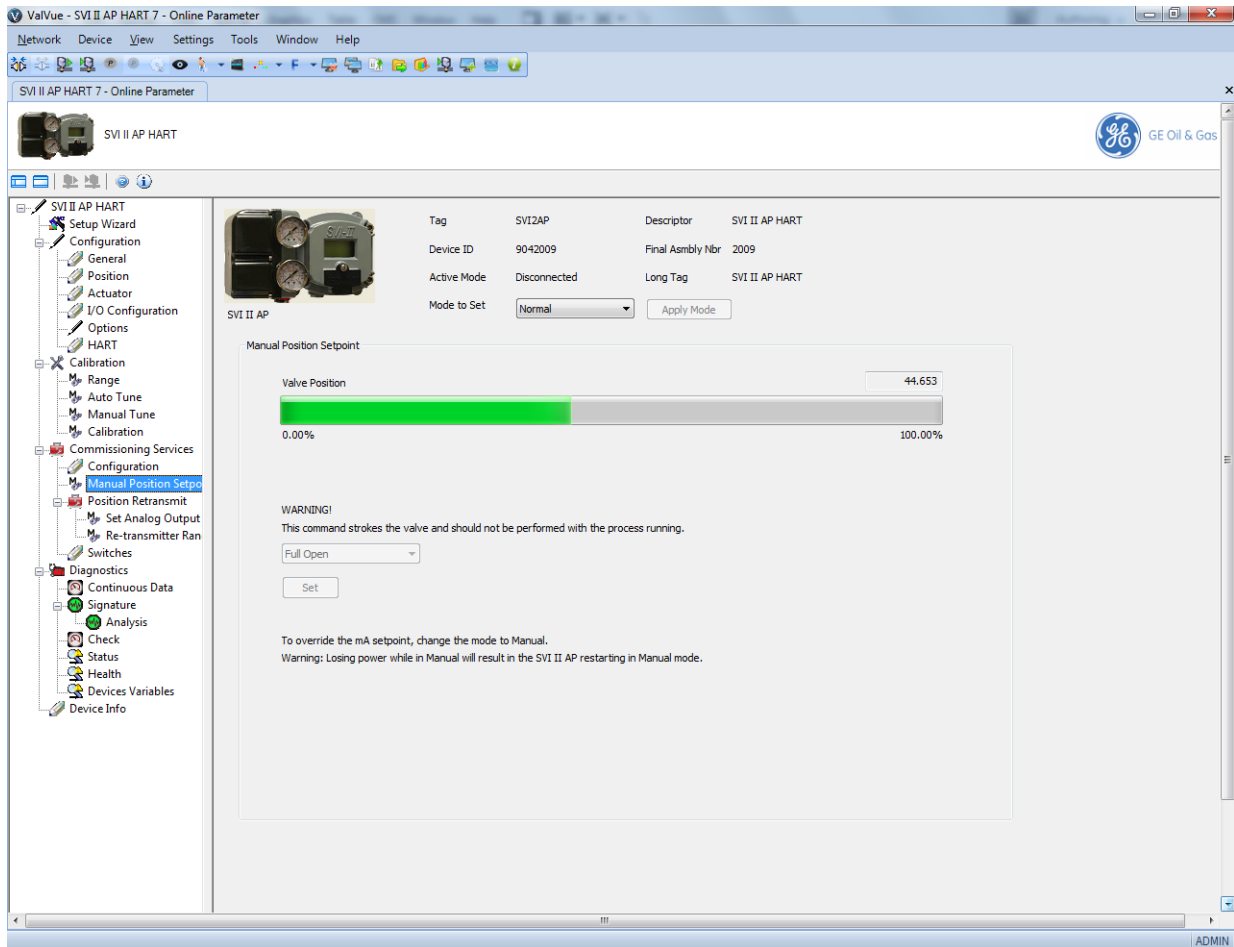 ValVue - SVI II AP HART 7 - Online Parameter
Network Device View Settings Tools Window Help
SVI II AP HART 7 - Online Parameter
SVI II AP HART
GE Oil & Gas
SVI II AP HART
Setup Wizard
Configuration
General
Position
Actuator
I/O Configuration
Options
HART
Calibration
Range
Auto Tune
Manual Tune
Calibration
Commissioning Services
Configuration
Manual Position Setpo
Position Retransmit
Set Analog Output
Re-transmitter Ran
Switches
Diagnostics
Continuous Data
Signature
Analysis
Check
Status
Health
Devices Variables
Device Info
SVI II AP
Tag SVI2AP Descriptor SVI II AP HART
Device ID 9042009 Final Asmbly Nbr 2009
Active Mode Disconnected Long Tag SVI II AP HART
Mode to Set Normal Apply Mode
Manual Position Setpoint
Valve Position 44.653
0.00% 100.00%
WARNING!
This command strokes the valve and should not be performed with the process running.
Full Open
Set
To override the mA setpoint, change the mode to Manual.
Warning: Losing power while in Manual will result in the SVI II AP restarting in Manual mode.
ADMIN